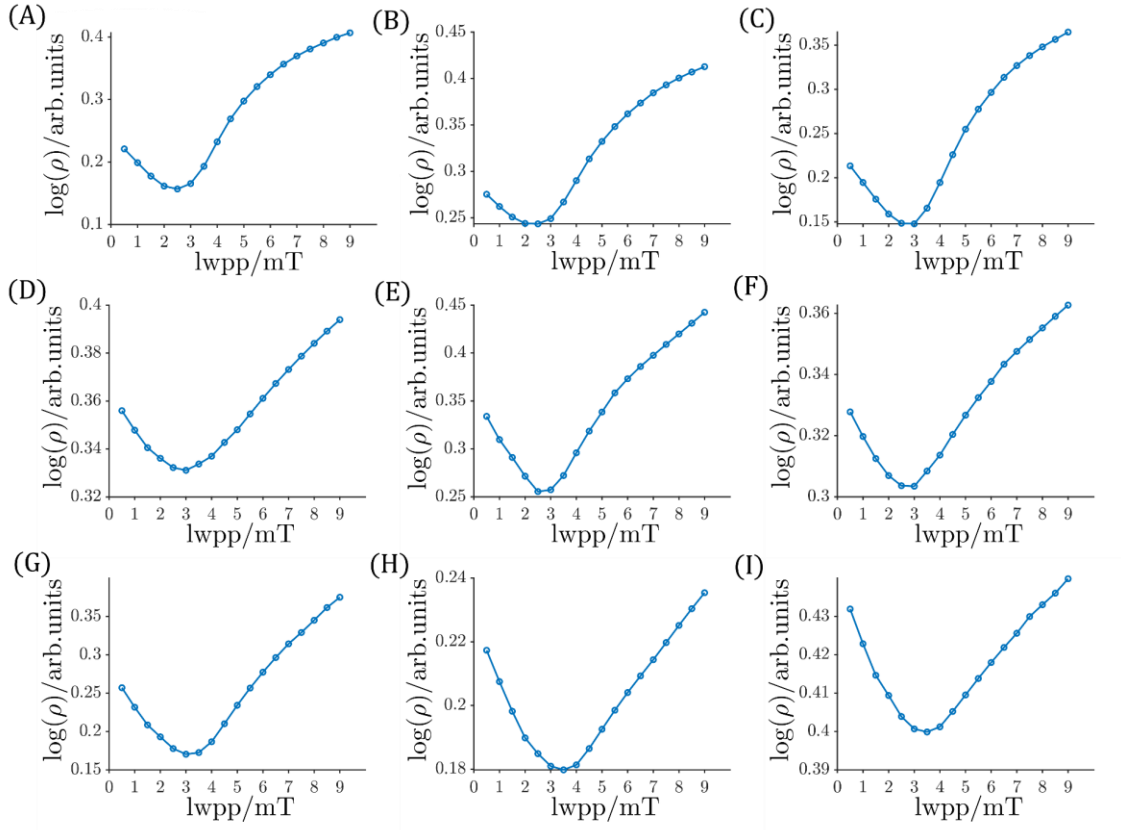 (A)
log(ρ)/arb.units
0.4
0.3
0.2
0.1
0 1 2 3 4 5 6 7 8 9
lwpp/mT
(B)
log(ρ)/arb.units
0.45
0.4
0.35
0.3
0.25
0 1 2 3 4 5 6 7 8 9
lwpp/mT
(C)
log(ρ)/arb.units
0.35
0.3
0.25
0.2
0.15
0 1 2 3 4 5 6 7 8 9
lwpp/mT
(D)
log(ρ)/arb.units
0.4
0.38
0.36
0.34
0.32
0 1 2 3 4 5 6 7 8 9
lwpp/mT
(E)
log(ρ)/arb.units
0.45
0.4
0.35
0.3
0.25
0 1 2 3 4 5 6 7 8 9
lwpp/mT
(F)
log(ρ)/arb.units
0.36
0.34
0.32
0.3
0 1 2 3 4 5 6 7 8 9
lwpp/mT
(G)
log(ρ)/arb.units
0.35
0.3
0.25
0.2
0.15
0 1 2 3 4 5 6 7 8 9
lwpp/mT
(H)
log(ρ)/arb.units
0.24
0.22
0.2
0.18
0 1 2 3 4 5 6 7 8 9
lwpp/mT
(I)
log(ρ)/arb.units
0.43
0.42
0.41
0.4
0.39
0 1 2 3 4 5 6 7 8 9
lwpp/mT